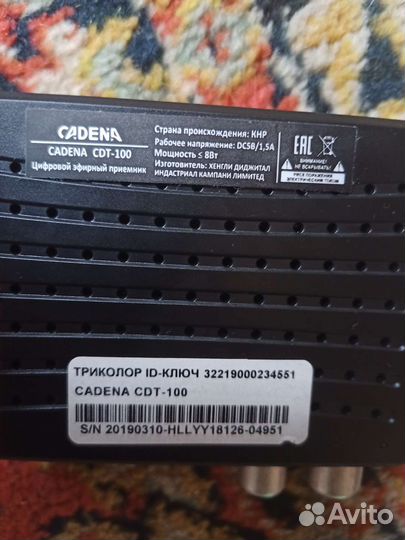 CADENA
CADENA CDT-100
Цифровой эфирный приемник
Страна происхождения: КНР
Рабочее напряжение: DC5В/1,5А
Мощность ≤ 8Вт
Изготовитель: ХЕНГЛИ ДИДЖИТАЛ
ИНДАСТРИАЛ КАМПАНИ ЛИМИТЕД
EAC
ВНИМАНИЕ!
НЕ ВСКРЫВАТЬ!
РИСК ПОРАЖЕНИЯ
ЭЛЕКТРИЧЕСКИМ ТОКОМ
ТРИКОЛОР ID-КЛЮЧ 32219000234551
CADENA CDT-100
S/N 20190310-HLLYY18126-04951
Avito